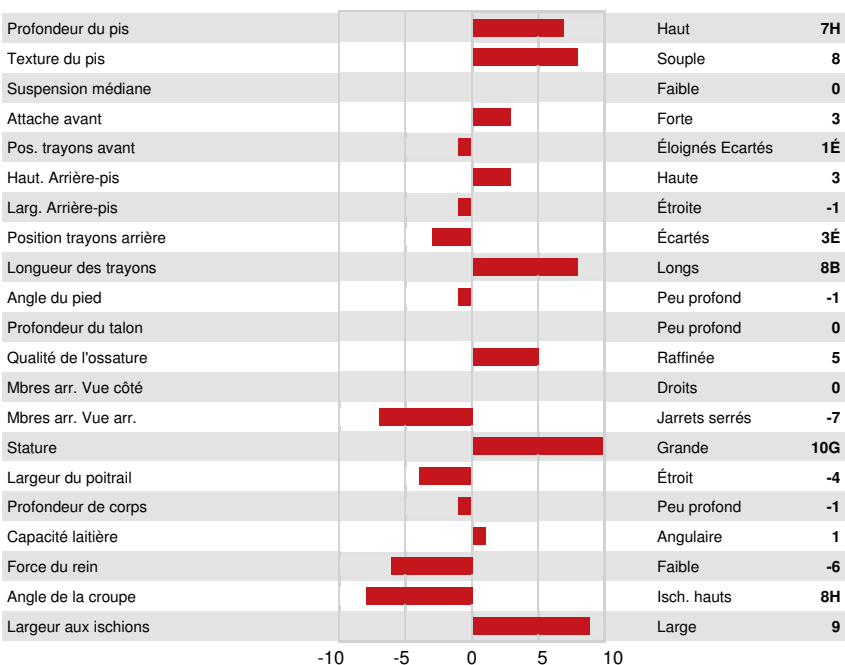 Profondeur du pis Haut 7H
Texture du pis Souple 8
Suspension médiane Faible 0
Attache avant Forte 3
Pos. trayons avant Éloignés Ecartés 1É
Haut. Arrière-pis Haute 3
Larg. Arrière-pis Étroite -1
Position trayons arrière Écartés 3É
Longueur des trayons Longs 8B
Angle du pied Peu profond -1
Profondeur du talon Peu profond 0
Qualité de l'ossature Raffinée 5
Mbres arr. Vue côté Droits 0
Mbres arr. Vue arr. Jarrets serrés -7
Stature Grande 10G
Largeur du poitrail Étroit -4
Profondeur de corps Peu profond -1
Capacité laitière Angulaire 1
Force du rein Faible -6
Angle de la croupe Isch. hauts 8H
Largeur aux ischions Large 9
-10 -5 0 5 10